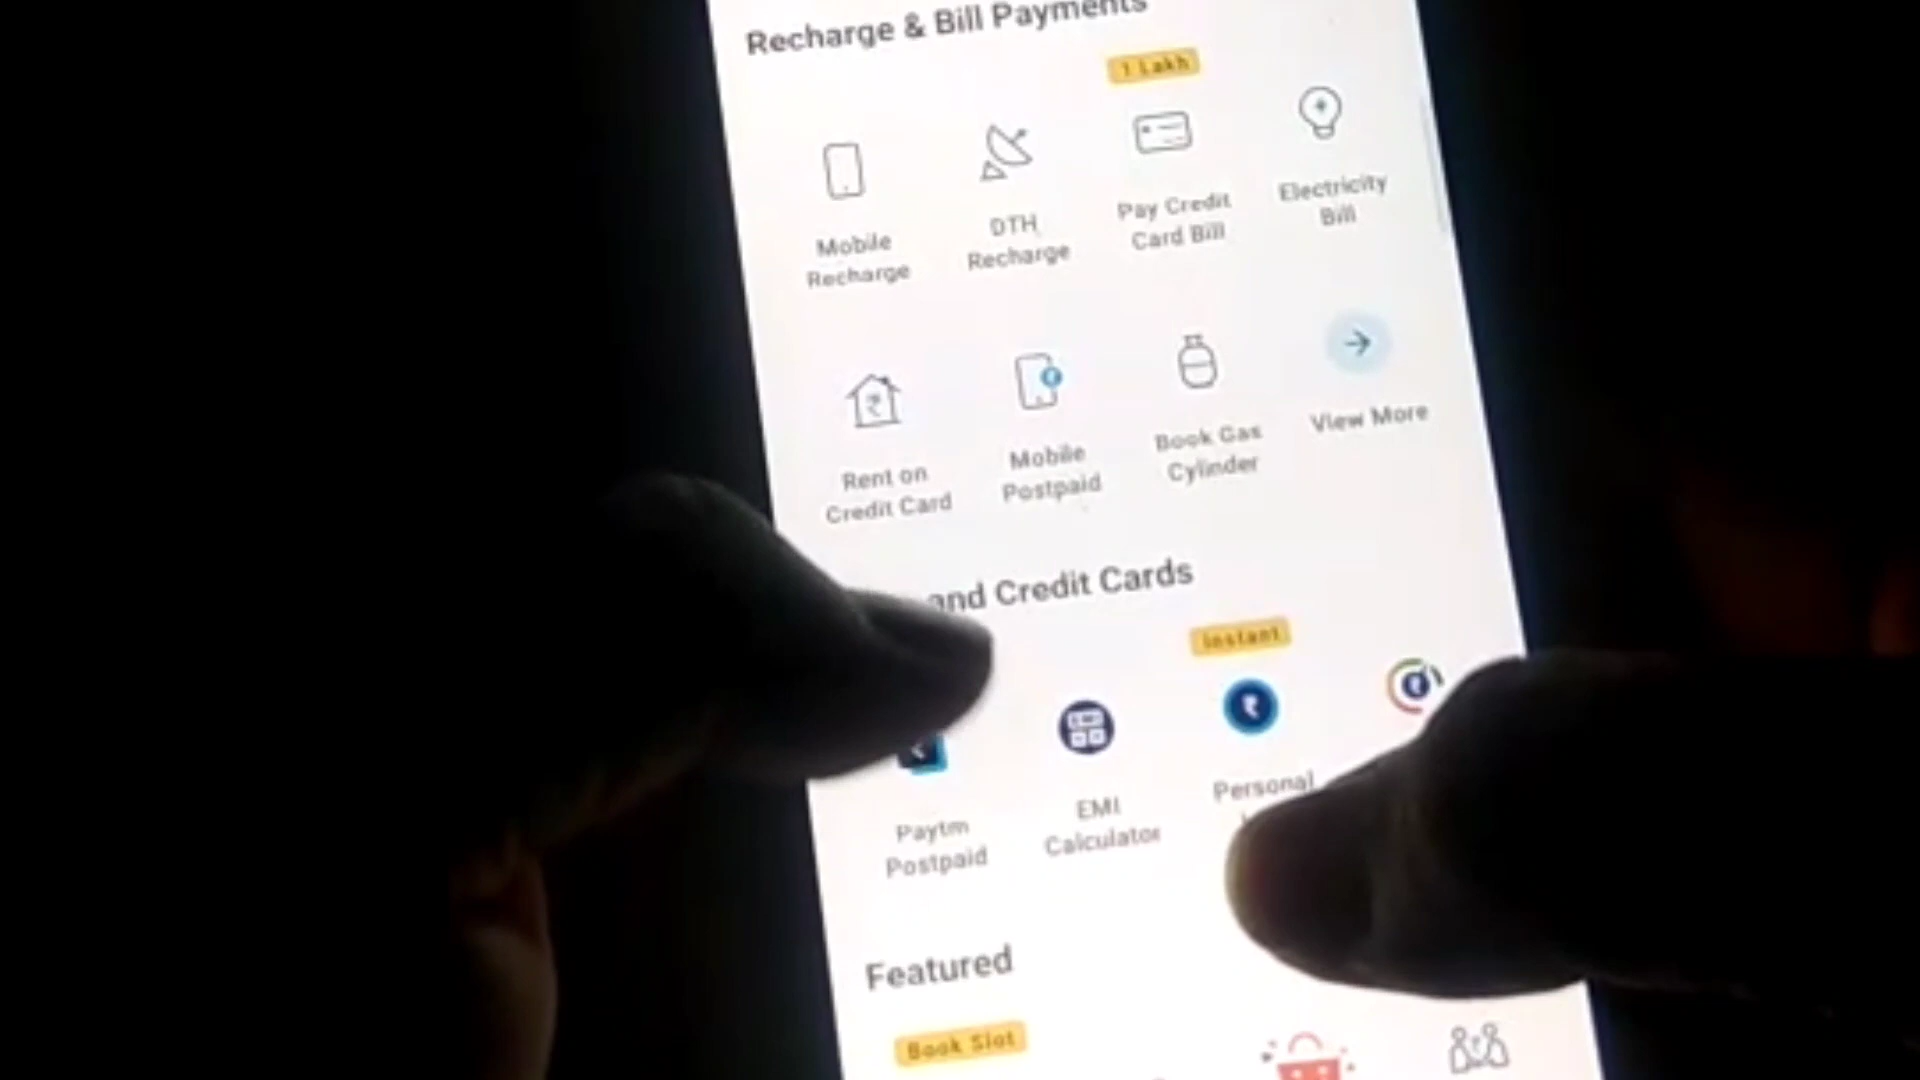 Recharge & Bill Payments
1 Lakh
Mobile
Recharge
DTH
Recharge
Pay Credit
Card Bill
Electricity
Bill
Rent on
Credit Card
Mobile
Postpaid
Book Gas
Cylinder
View More
and Credit Cards
Instant
Paytm
Postpaid
EMI
Calculator
Personal
Featured
Book Slot